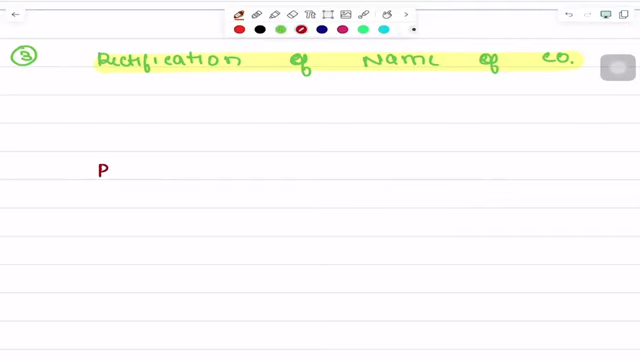 ③ Rectification of Name of co.
P